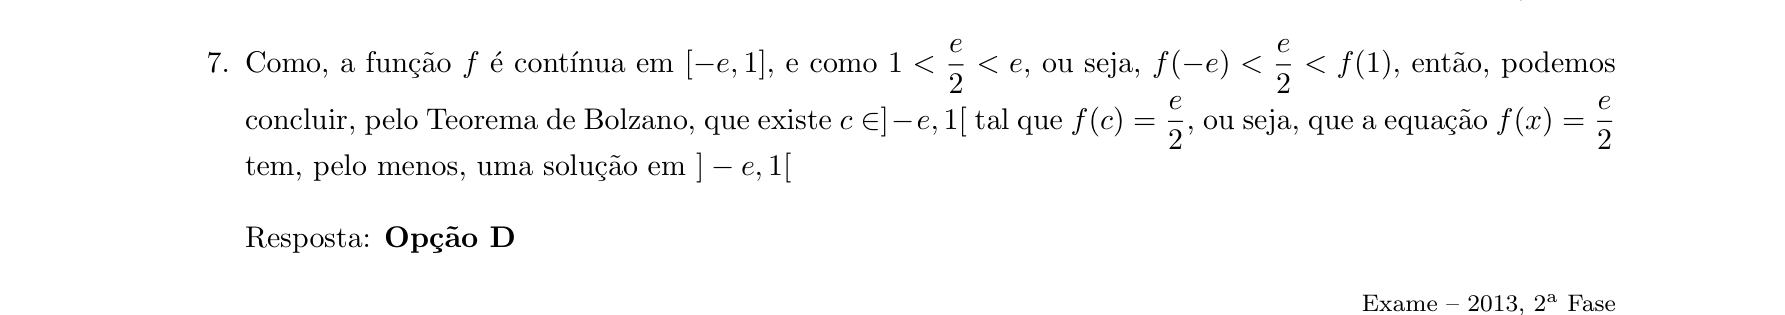 7. Como, a função f é contínua em [−e, 1], e como 1 < e/2 < e, ou seja, f(−e) < e/2 < f(1), então, podemos
concluir, pelo Teorema de Bolzano, que existe c ∈]−e, 1[ tal que f(c) = e/2, ou seja, que a equação f(x) = e/2
tem, pelo menos, uma solução em ] − e, 1[
Resposta: Opção D
Exame – 2013, 2ª Fase